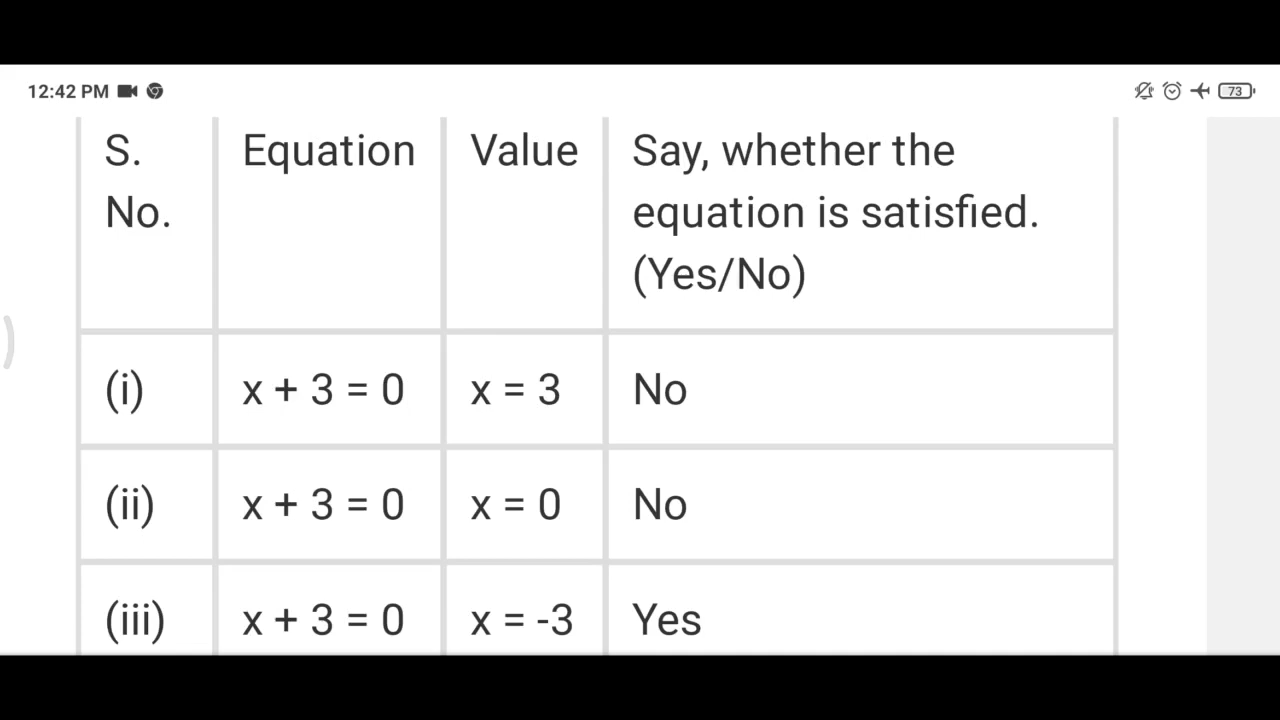 12:42 PM 73
S. Equation Value Say, whether the
No. equation is satisfied.
(Yes/No)
(i) x + 3 = 0 x = 3 No
(ii) x + 3 = 0 x = 0 No
(iii) x + 3 = 0 x = -3 Yes